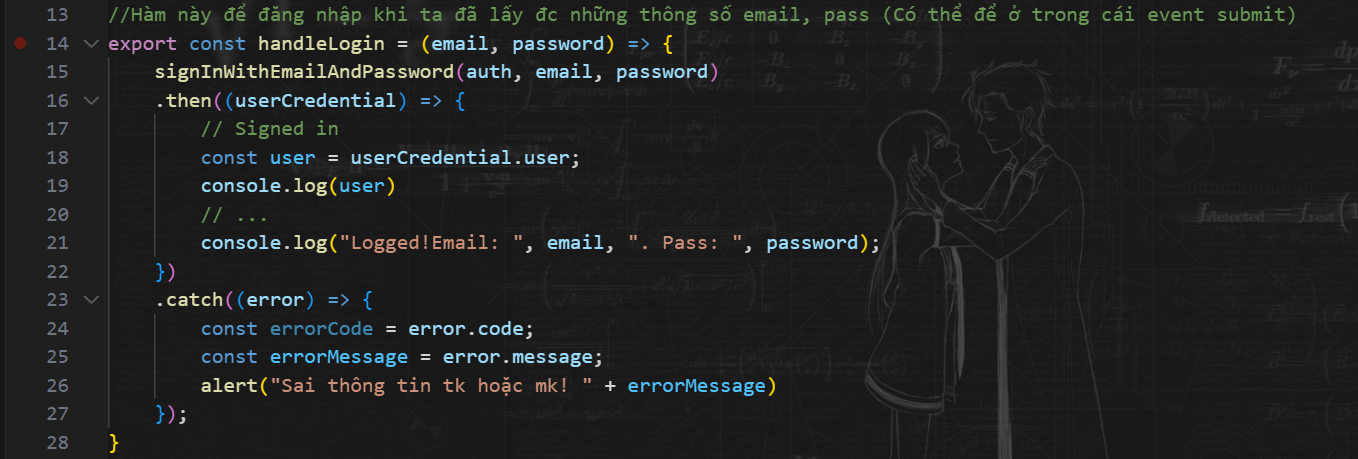 13 //Hàm này để đăng nhập khi ta đã lấy đc những thông số email, pass (Có thể để ở trong cái event submit)
14 export const handleLogin = (email, password) => {
15 signInWithEmailAndPassword(auth, email, password)
16 .then((userCredential) => {
17 // Signed in
18 const user = userCredential.user;
19 console.log(user)
20 // ...
21 console.log("Logged!Email: ", email, ". Pass: ", password);
22 })
23 .catch((error) => {
24 const errorCode = error.code;
25 const errorMessage = error.message;
26 alert("Sai thông tin tk hoặc mk! " + errorMessage)
27 });
28 }